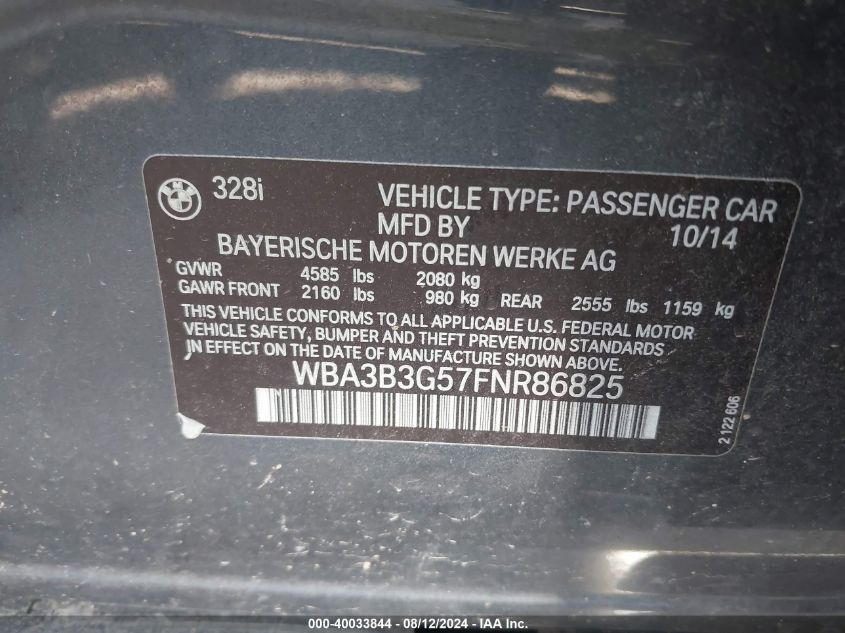 BMW
328i VEHICLE TYPE: PASSENGER CAR
MFD BY 10/14
BAYERISCHE MOTOREN WERKE AG
GVWR 4585 lbs 2080 kg
GAWR FRONT 2160 lbs 980 kg REAR 2555 lbs 1159 kg
THIS VEHICLE CONFORMS TO ALL APPLICABLE U.S. FEDERAL MOTOR
VEHICLE SAFETY, BUMPER AND THEFT PREVENTION STANDARDS
IN EFFECT ON THE DATE OF MANUFACTURE SHOWN ABOVE.
WBA3B3G57FNR86825
2 122 606
000-40033844 - 08/12/2024 - IAA Inc.